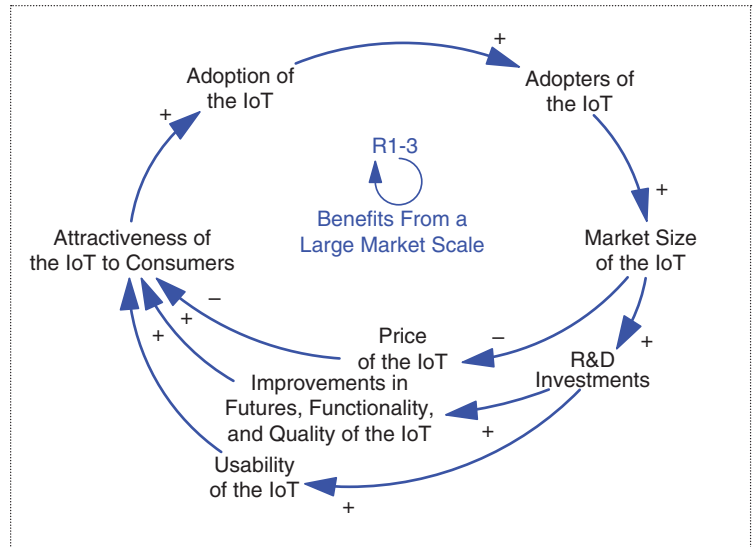 +
Adoption of
the IoT
Adopters of
the IoT
+
R1-3
Benefits From a
Large Market Scale
+
Attractiveness of
the IoT to Consumers
Market Size
of the IoT
–
+
+
Price
of the IoT
–
+
R&D
Investments
Improvements in
Futures, Functionality,
and Quality of the IoT
+
Usability
of the IoT
+